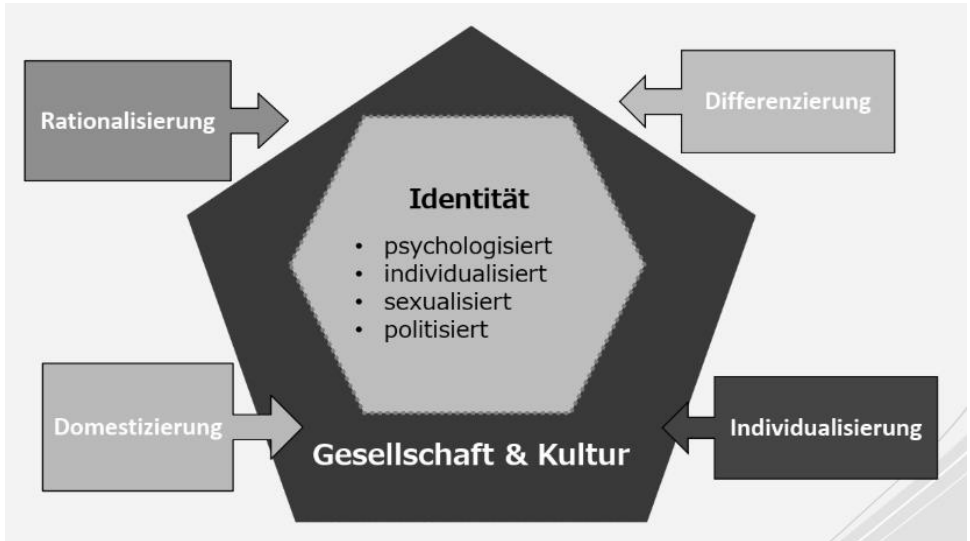 Rationalisierung
Differenzierung
Identität
• psychologisiert
• individualisiert
• sexualisiert
• politisiert
Domestizierung
Individualisierung
Gesellschaft & Kultur